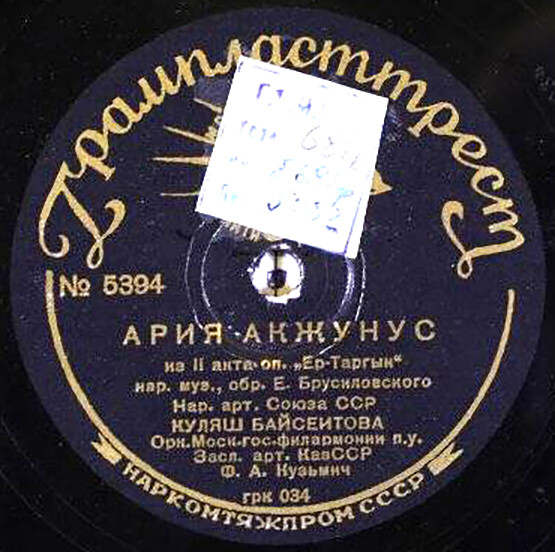 Грампласттрест
№ 5394
АРИЯ АКЖУНУС
из II акта оп. „Ер-Таргын“
нар. муз., обр. Е. Брусиловского
Нар. арт. Союза ССР
КУЛЯШ БАЙСЕИТОВА
Орк. Моск. гос. филармонии п. у.
Засл. арт. КазССР
Ф. А. Кузьмич
грк 034
НАРКОМТЯЖПРОМ СССР